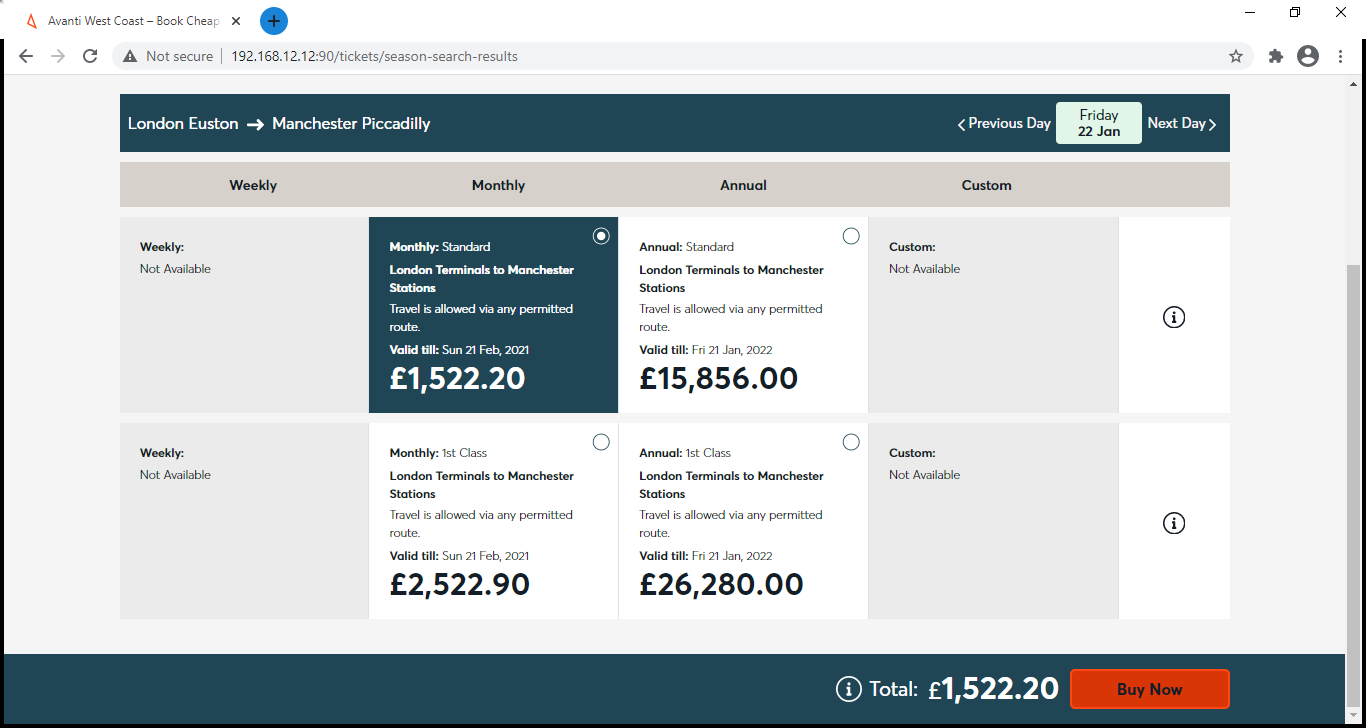 Avanti West Coast – Book Cheap
Not secure
192.168.12.12:90/tickets/season-search-results
London Euston → Manchester Piccadilly
Previous Day
Friday
22 Jan
Next Day
Weekly
Monthly
Annual
Custom
Weekly:
Not Available
Monthly: Standard
London Terminals to Manchester
Stations
Travel is allowed via any permitted
route.
Valid till: Sun 21 Feb, 2021
£1,522.20
Annual: Standard
London Terminals to Manchester
Stations
Travel is allowed via any permitted
route.
Valid till: Fri 21 Jan, 2022
£15,856.00
Custom:
Not Available
Weekly:
Not Available
Monthly: 1st Class
London Terminals to Manchester
Stations
Travel is allowed via any permitted
route.
Valid till: Sun 21 Feb, 2021
£2,522.90
Annual: 1st Class
London Terminals to Manchester
Stations
Travel is allowed via any permitted
route.
Valid till: Fri 21 Jan, 2022
£26,280.00
Custom:
Not Available
Total: £1,522.20
Buy Now